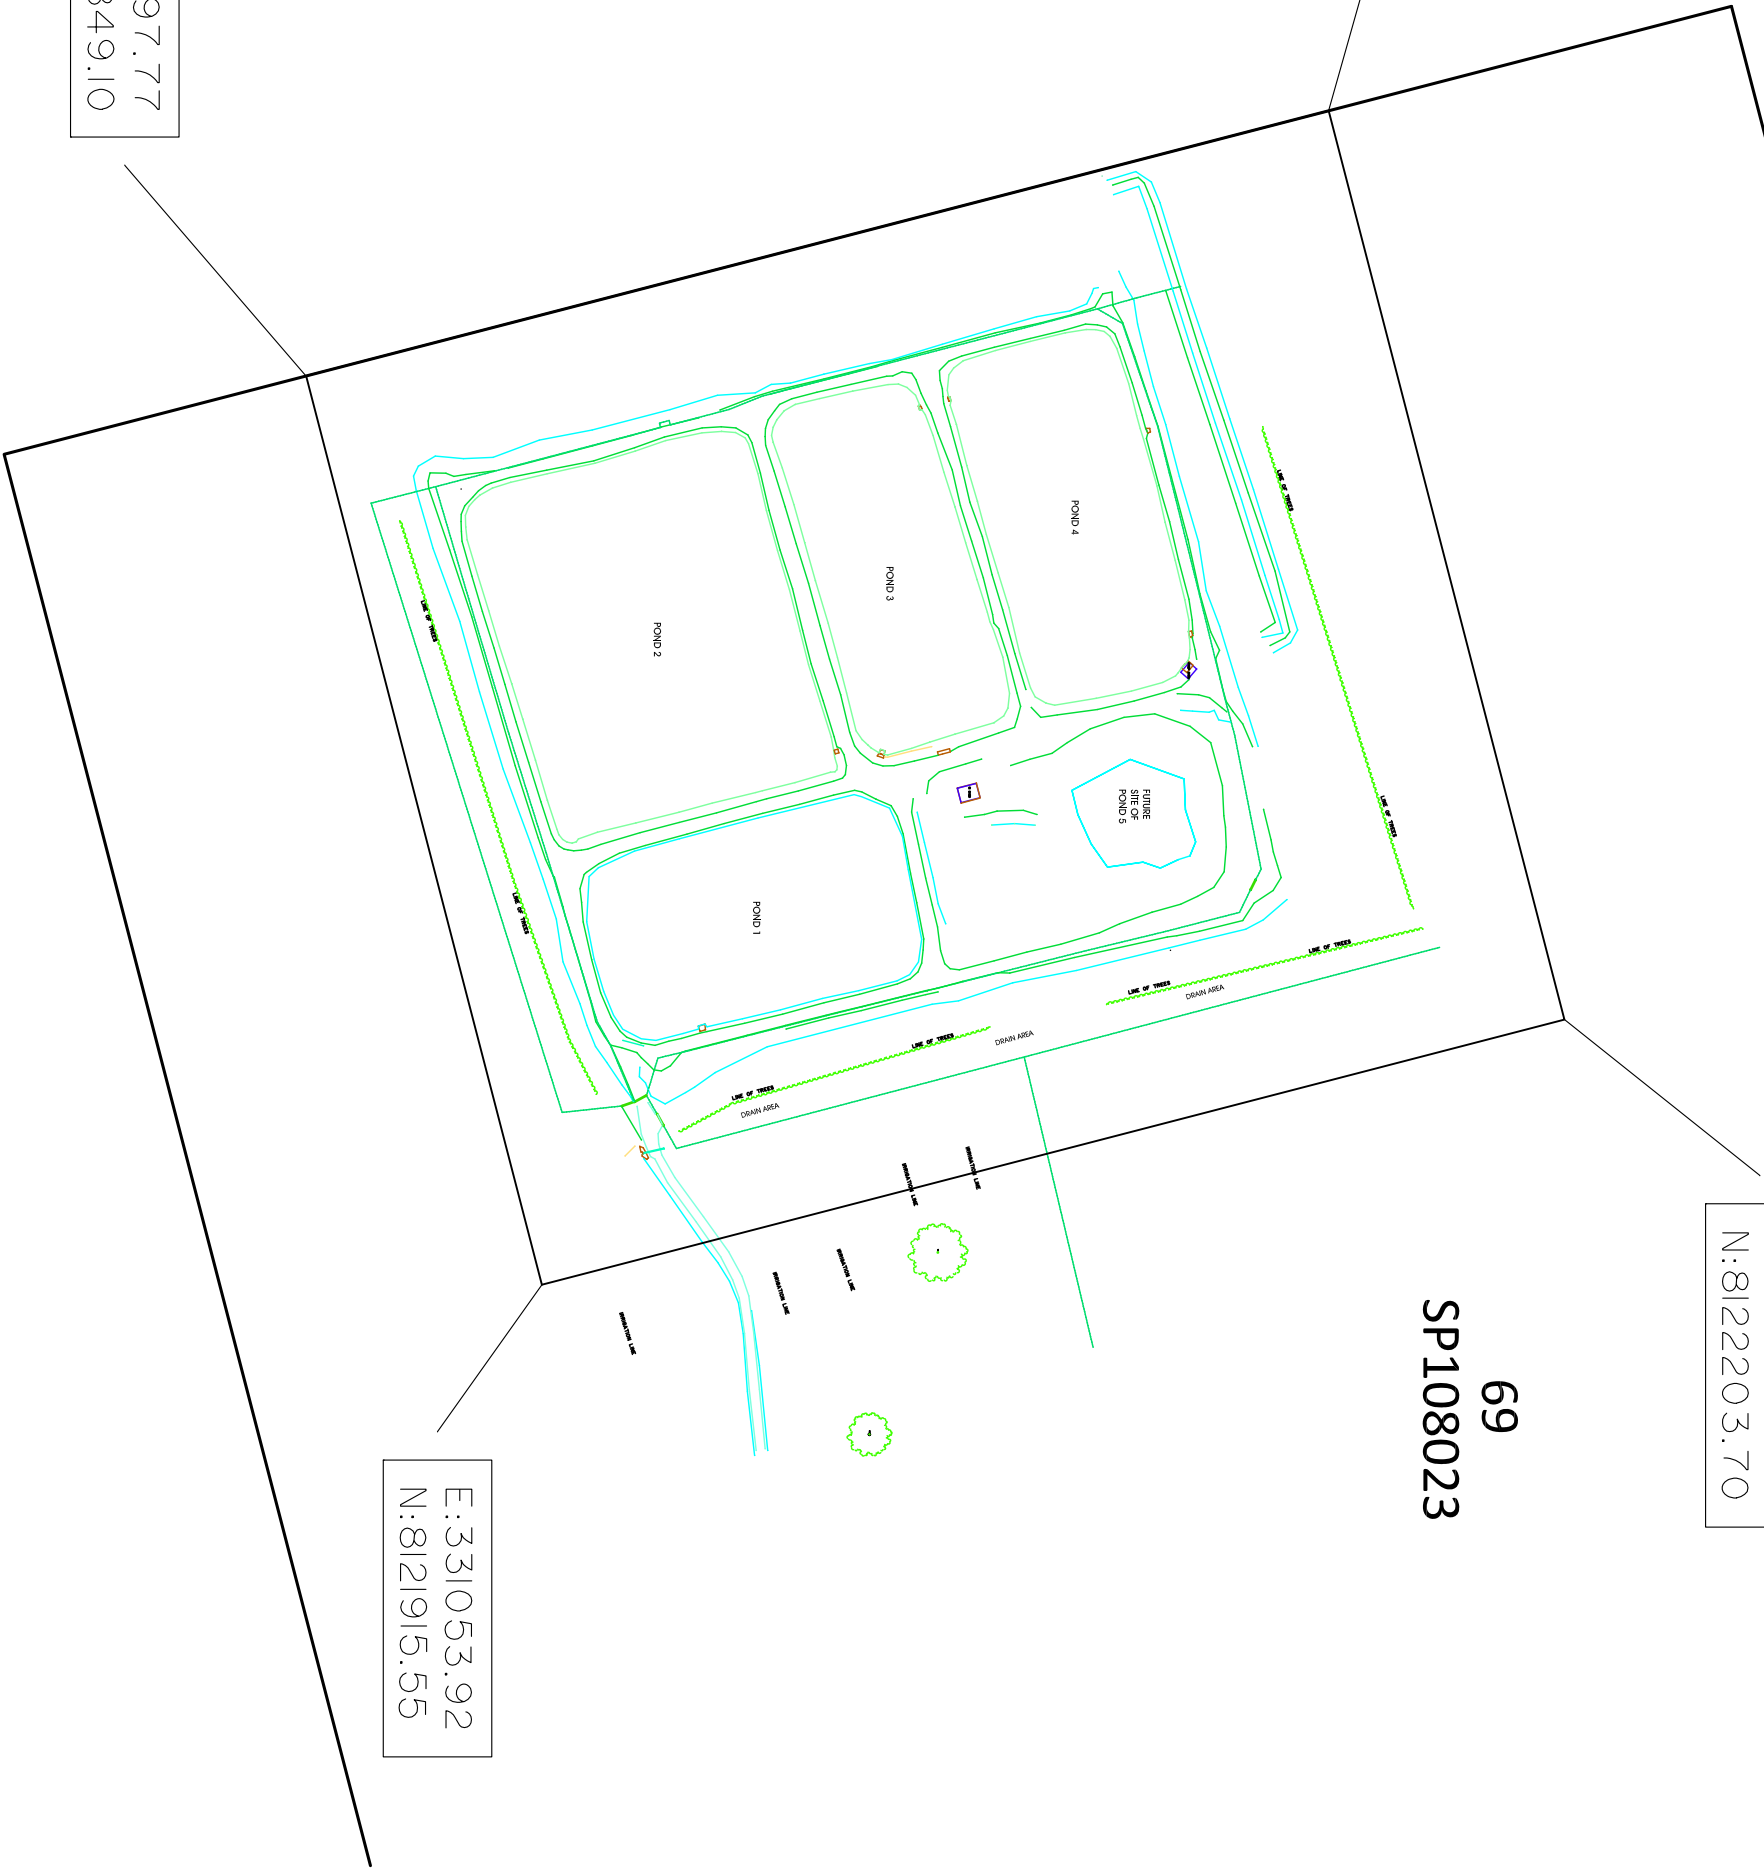 97.77
349.10
LINE OF TREES
POND 4
POND 3
LINE OF TREES
POND 2
FUTURE
SITE OF
POND 5
LINE OF TREES
LINE OF TREES
POND 1
LINE OF TREES
LINE OF TREES
DRAIN AREA
LINE OF TREES
DRAIN AREA
LINE OF TREES
DRAIN AREA
IRRIGATION LINE
IRRIGATION LINE
IRRIGATION LINE
IRRIGATION LINE
IRRIGATION LINE
N:8122203.70
69
SP108023
E:331053.92
N:8121915.55